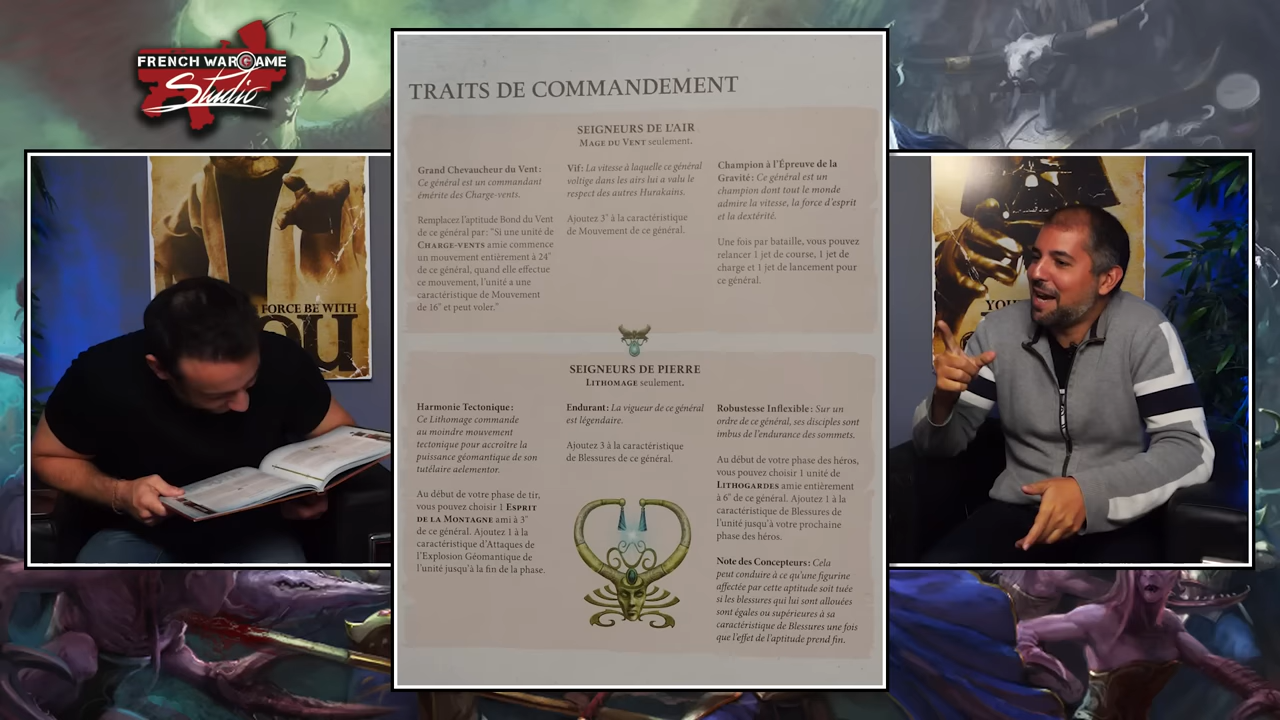 FRENCH WARGAME
Studio
TRAITS DE COMMANDEMENT
SEIGNEURS DE L'AIR
MAGE DU VENT seulement.
Grand Chevaucheur du Vent :
Ce général est un commandant
émérite des Charge-vents.
Remplacez l'aptitude Bond du Vent
de ce général par : "Si une unité de
CHARGE-VENTS amie commence
un mouvement entièrement à 24"
de ce général, quand elle effectue
ce mouvement, l'unité a une
caractéristique de Mouvement
de 16" et peut voler."
Vif : La vitesse à laquelle ce général
voltige dans les airs lui a valu le
respect des autres Hurakains.
Ajoutez 3" à la caractéristique
de Mouvement de ce général.
Champion à l'Épreuve de la
Gravité : Ce général est un
champion dont tout le monde
admire la vitesse, la force d'esprit
et la dextérité.
Une fois par bataille, vous pouvez
relancer 1 jet de course, 1 jet de
charge et 1 jet de lancement pour
ce général.
SEIGNEURS DE PIERRE
LITHOMAGE seulement.
Harmonie Tectonique :
Ce Lithomage commande
au moindre mouvement
tectonique pour accroître la
puissance géomantique de son
tutélaire aelementor.
Au début de votre phase de tir,
vous pouvez choisir 1 ESPRIT
DE LA MONTAGNE ami à 3"
de ce général. Ajoutez 1 à la
caractéristique d'Attaques de
l'Explosion Géomantique de
l'unité jusqu'à la fin de la phase.
Endurant : La vigueur de ce général
est légendaire.
Ajoutez 3 à la caractéristique
de Blessures de ce général.
Robustesse Inflexible : Sur un
ordre de général, ses disciples sont
imbus de l'endurance des sommets.
Au début de votre phase des héros,
vous pouvez choisir 1 unité de
LITHOGARDES amie entièrement
à 6" de ce général. Ajoutez 1 à la
caractéristique de Blessures de
l'unité jusqu'à votre prochaine
phase des héros.
Note des Concepteurs : Cela
peut conduire à ce qu'une figurine
affectée par cette aptitude soit tuée
si les blessures qui lui sont allouées
sont égales ou supérieures à sa
caractéristique de Blessures une fois
que l'effet de l'aptitude prend fin.
FORCE BE WITH
OU
YOU